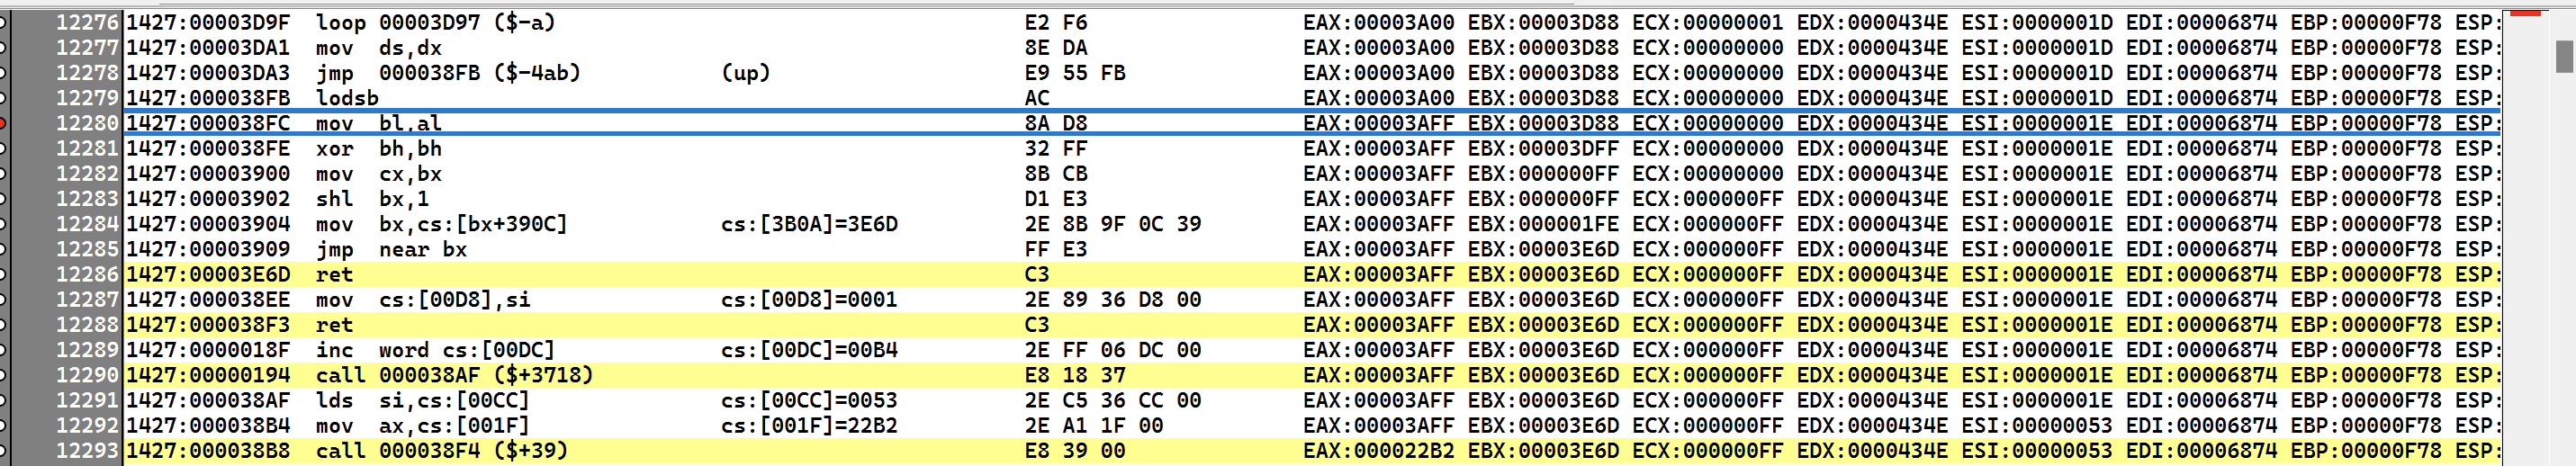 12276 1427:00003D9F loop 00003D97 ($-a) E2 F6 EAX:00003A00 EBX:00003D88 ECX:00000001 EDX:0000434E ESI:0000001D EDI:00006874 EBP:00000F78 ESP:
12277 1427:00003DA1 mov ds,dx 8E DA EAX:00003A00 EBX:00003D88 ECX:00000000 EDX:0000434E ESI:0000001D EDI:00006874 EBP:00000F78 ESP:
12278 1427:00003DA3 jmp 000038FB ($-4ab) (up) E9 55 FB EAX:00003A00 EBX:00003D88 ECX:00000000 EDX:0000434E ESI:0000001D EDI:00006874 EBP:00000F78 ESP:
12279 1427:000038FB lodsb AC EAX:00003A00 EBX:00003D88 ECX:00000000 EDX:0000434E ESI:0000001D EDI:00006874 EBP:00000F78 ESP:
12280 1427:000038FC mov bl,al 8A D8 EAX:00003AFF EBX:00003D88 ECX:00000000 EDX:0000434E ESI:0000001E EDI:00006874 EBP:00000F78 ESP:
12281 1427:000038FE xor bh,bh 32 FF EAX:00003AFF EBX:00003DFF ECX:00000000 EDX:0000434E ESI:0000001E EDI:00006874 EBP:00000F78 ESP:
12282 1427:00003900 mov cx,bx 8B CB EAX:00003AFF EBX:000000FF ECX:00000000 EDX:0000434E ESI:0000001E EDI:00006874 EBP:00000F78 ESP:
12283 1427:00003902 shl bx,1 D1 E3 EAX:00003AFF EBX:000000FF ECX:000000FF EDX:0000434E ESI:0000001E EDI:00006874 EBP:00000F78 ESP:
12284 1427:00003904 mov bx,cs:[bx+390C] cs:[3B0A]=3E6D 2E 8B 9F 0C 39 EAX:00003AFF EBX:000001FE ECX:000000FF EDX:0000434E ESI:0000001E EDI:00006874 EBP:00000F78 ESP:
12285 1427:00003909 jmp near bx FF E3 EAX:00003AFF EBX:00003E6D ECX:000000FF EDX:0000434E ESI:0000001E EDI:00006874 EBP:00000F78 ESP:
12286 1427:00003E6D ret C3 EAX:00003AFF EBX:00003E6D ECX:000000FF EDX:0000434E ESI:0000001E EDI:00006874 EBP:00000F78 ESP:
12287 1427:000038EE mov cs:[00D8],si cs:[00D8]=0001 2E 89 36 D8 00 EAX:00003AFF EBX:00003E6D ECX:000000FF EDX:0000434E ESI:0000001E EDI:00006874 EBP:00000F78 ESP:
12288 1427:000038F3 ret C3 EAX:00003AFF EBX:00003E6D ECX:000000FF EDX:0000434E ESI:0000001E EDI:00006874 EBP:00000F78 ESP:
12289 1427:0000018F inc word cs:[00DC] cs:[00DC]=00B4 2E FF 06 DC 00 EAX:00003AFF EBX:00003E6D ECX:000000FF EDX:0000434E ESI:0000001E EDI:00006874 EBP:00000F78 ESP:
12290 1427:00000194 call 000038AF ($+3718) E8 18 37 EAX:00003AFF EBX:00003E6D ECX:000000FF EDX:0000434E ESI:0000001E EDI:00006874 EBP:00000F78 ESP:
12291 1427:000038AF lds si,cs:[00CC] cs:[00CC]=0053 2E C5 36 CC 00 EAX:00003AFF EBX:00003E6D ECX:000000FF EDX:0000434E ESI:0000001E EDI:00006874 EBP:00000F78 ESP:
12292 1427:000038B4 mov ax,cs:[001F] cs:[001F]=22B2 2E A1 1F 00 EAX:00003AFF EBX:00003E6D ECX:000000FF EDX:0000434E ESI:00000053 EDI:00006874 EBP:00000F78 ESP:
12293 1427:000038B8 call 000038F4 ($+39) E8 39 00 EAX:000022B2 EBX:00003E6D ECX:000000FF EDX:0000434E ESI:00000053 EDI:00006874 EBP:00000F78 ESP: